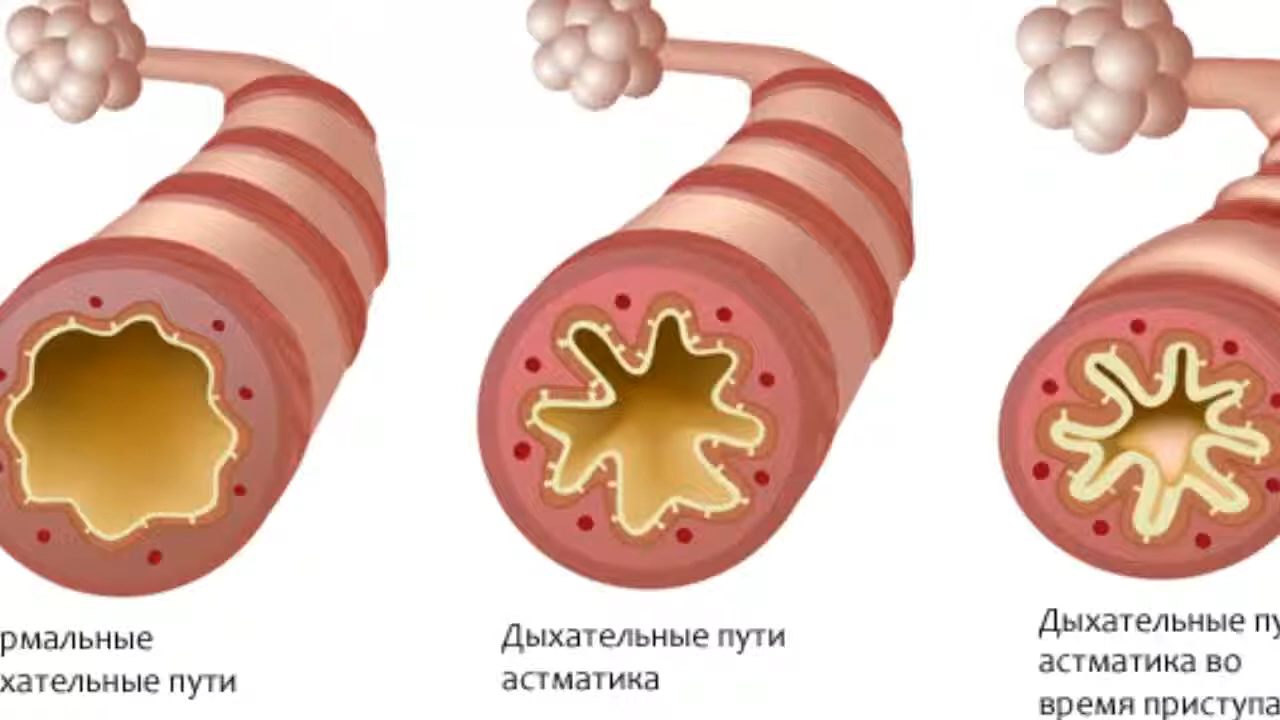 рмальные
хательные пути
Дыхательные пути
астматика
Дыхательные пу
астматика во
время приступа